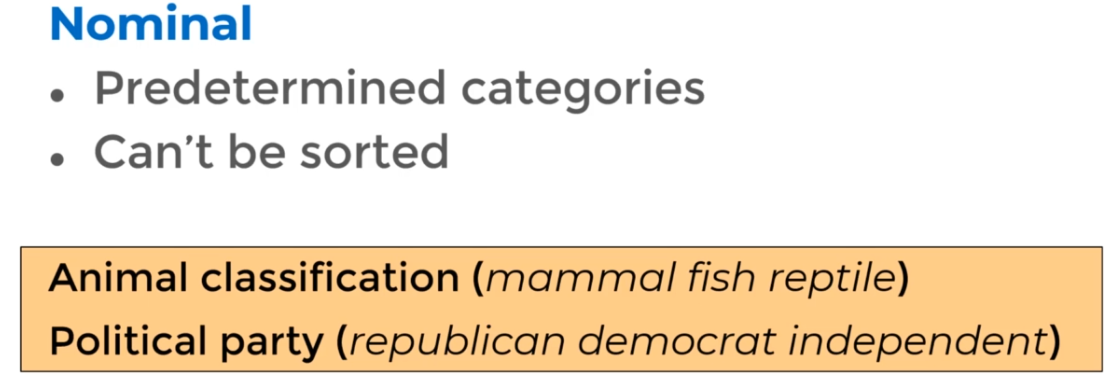 Nominal
• Predetermined categories
• Can’t be sorted
Animal classification (mammal fish reptile)
Political party (republican democrat independent)